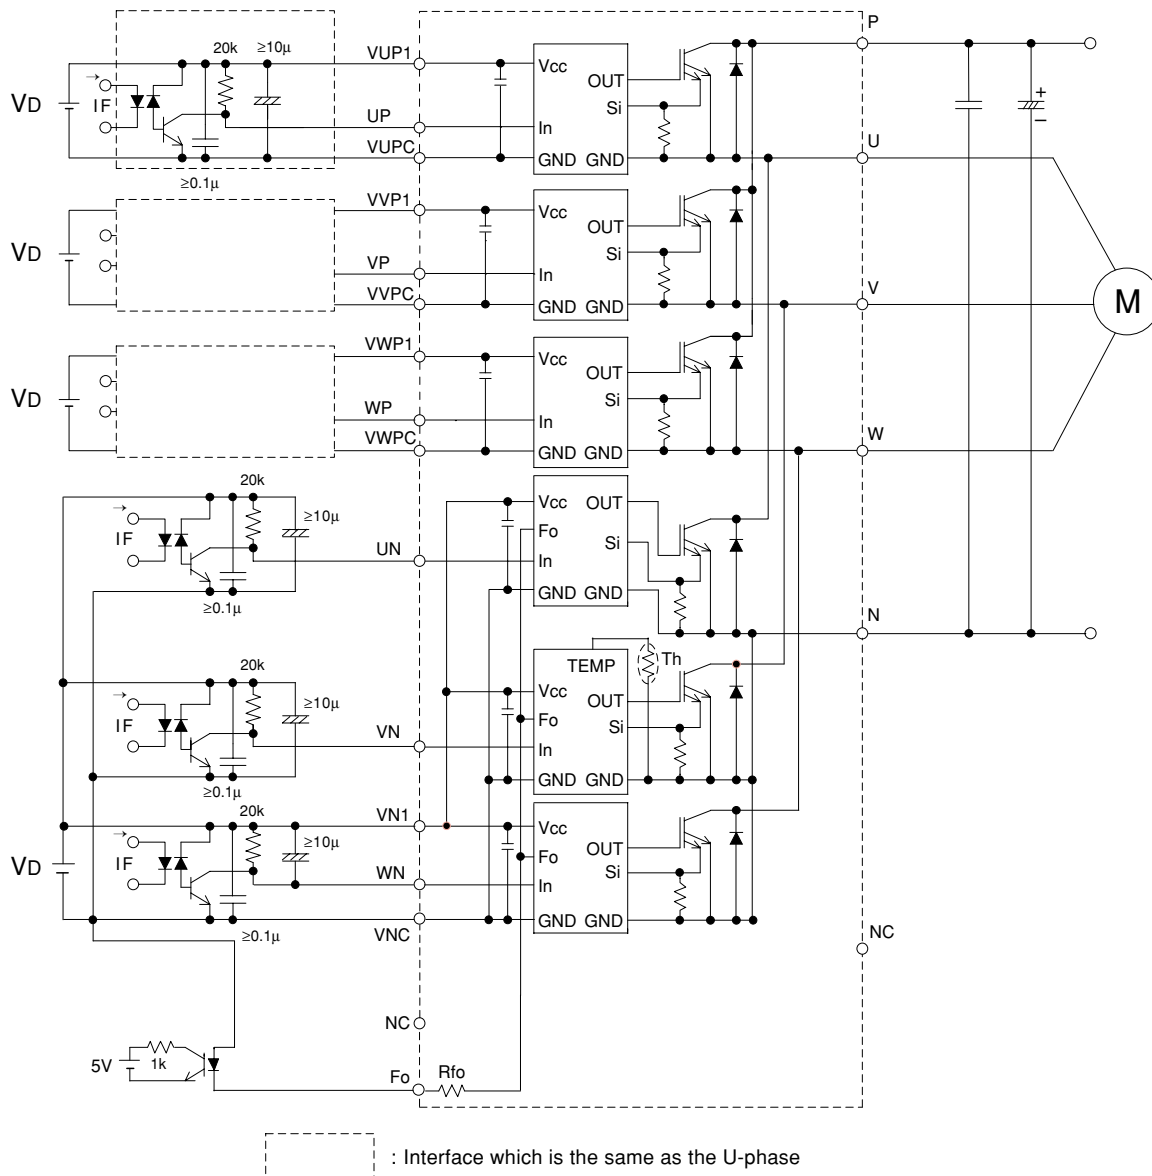 P
20k ≥10µ VUP1
Vcc
OUT
VD IF
Si
+
−
UP
In
VUPC GND GND U
≥0.1µ
VVP1
Vcc
OUT
VD
Si
VP
In
VVPC GND GND V
M
VWP1
Vcc
OUT
VD
Si
WP
In
VWPC GND GND W
20k
Vcc OUT
≥10µ
IF
Fo
Si
UN In
GND GND
≥0.1µ
N
TEMP Th
20k
Vcc
≥10µ
OUT
IF
Fo
Si
VN In
GND GND
≥0.1µ
20k VN1
Vcc
≥10µ
OUT
VD IF
Fo
Si
WN In
GND GND
≥0.1µ VNC
NC
NC
5V 1k
Fo Rfo
: Interface which is the same as the U-phase